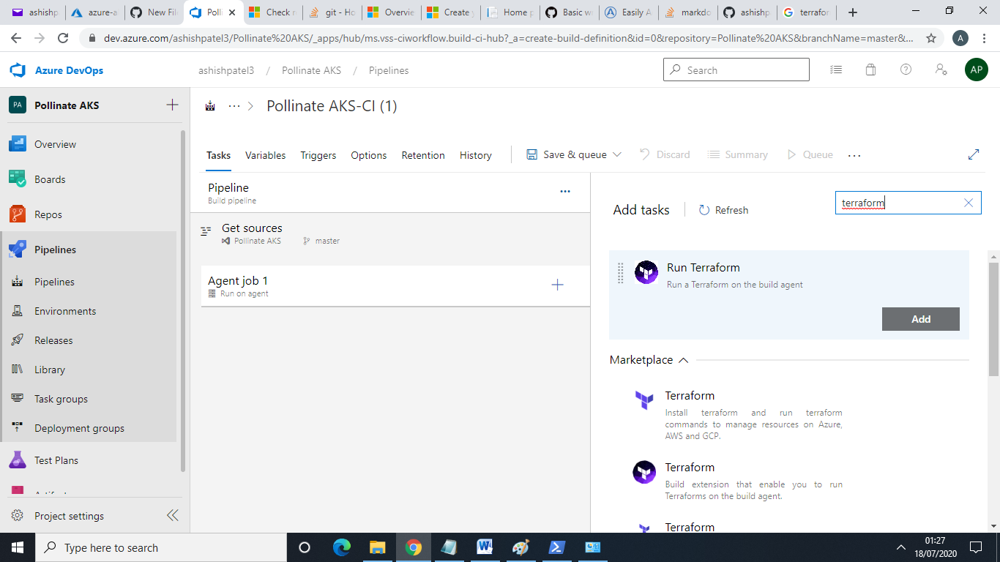 ashishp.
azure-a
New File
Polli
Check r
git - Ho
Overvie
Create y
Home p
Basic w
Easily A
markdo
ashishp
terrafor
dev.azure.com/ashishpatel3/Pollinate%20AKS/_apps/hub/ms.vss-ciworkflow.build-ci-hub?_a=create-build-definition&id=0&repository=Pollinate%20AKS&branchName=master&...
A
Azure DevOps
ashishpatel3 / Pollinate AKS / Pipelines
Search
AP
PA Pollinate AKS
Overview
Boards
Repos
Pipelines
Pipelines
Environments
Releases
Library
Task groups
Deployment groups
Test Plans
Project settings
... > Pollinate AKS-CI (1)
Tasks Variables Triggers Options Retention History Save & queue Discard Summary Queue ...
Pipeline
Build pipeline
Get sources
Pollinate AKS master
Agent job 1
Run on agent
Add tasks Refresh
terraform
Run Terraform
Run a Terraform on the build agent
Add
Marketplace
Terraform
Install terraform and run terraform
commands to manage resources on Azure,
AWS and GCP.
Terraform
Build extension that enable you to run
Terraforms on the build agent.
Terraform
Type here to search
01:27
18/07/2020